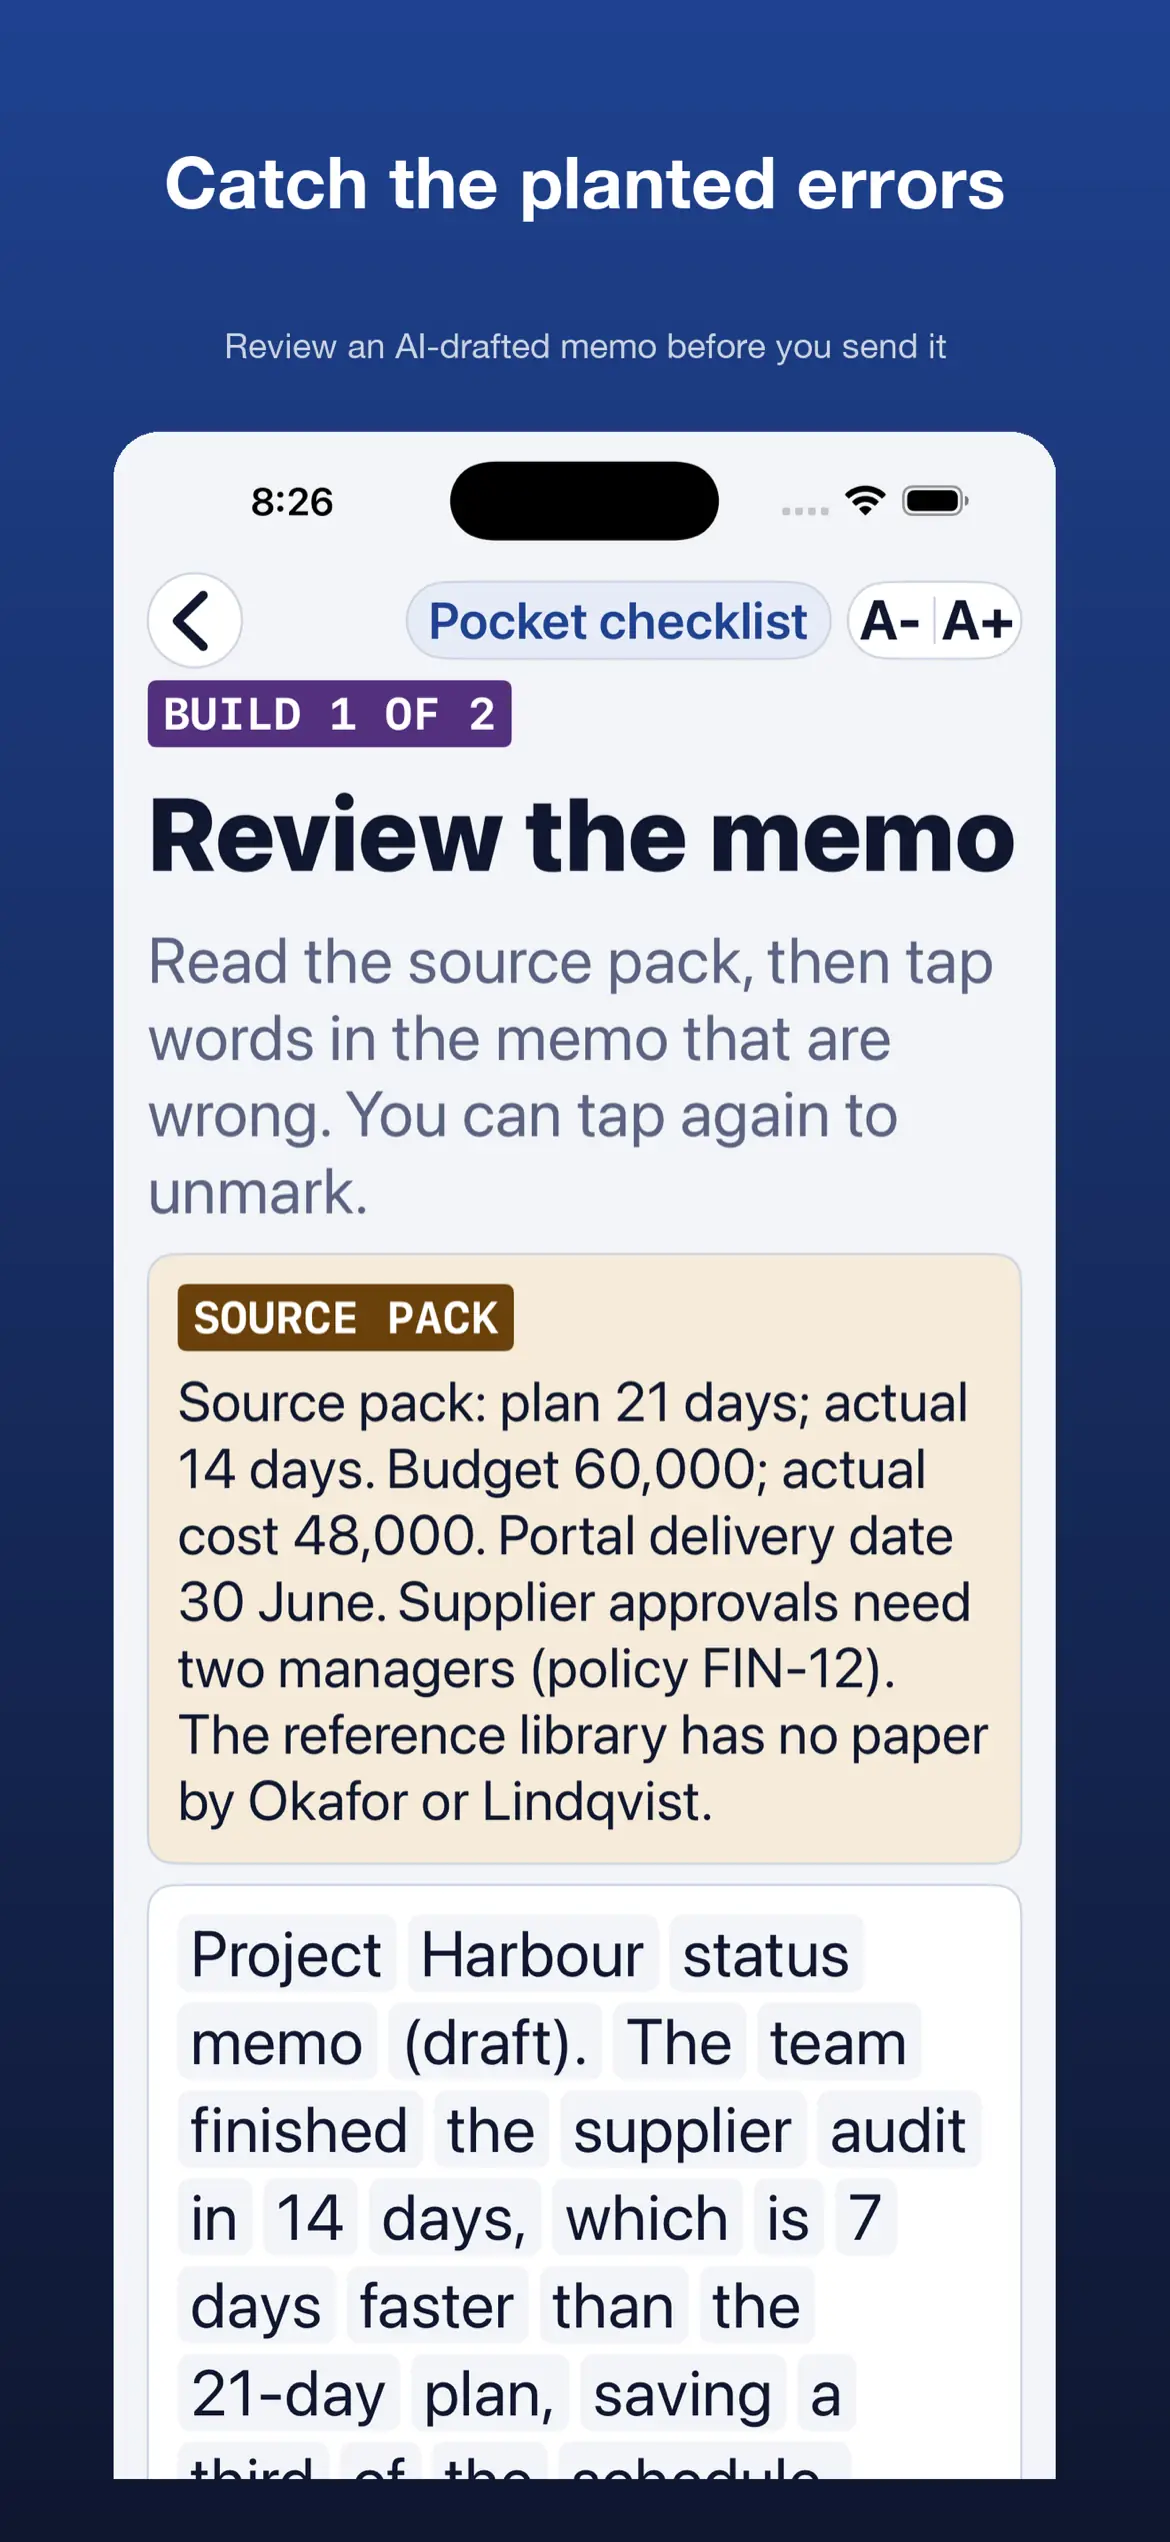 Catch the planted errors
Review an AI-drafted memo before you send it
8:26
Pocket checklist
A- A+
BUILD 1 OF 2
Review the memo
Read the source pack, then tap
words in the memo that are
wrong. You can tap again to
unmark.
SOURCE PACK
Source pack: plan 21 days; actual
14 days. Budget 60,000; actual
cost 48,000. Portal delivery date
30 June. Supplier approvals need
two managers (policy FIN-12).
The reference library has no paper
by Okafor or Lindqvist.
Project Harbour status
memo (draft). The team
finished the supplier audit
in 14 days, which is 7
days faster than the
21-day plan, saving a
third of the schedule.